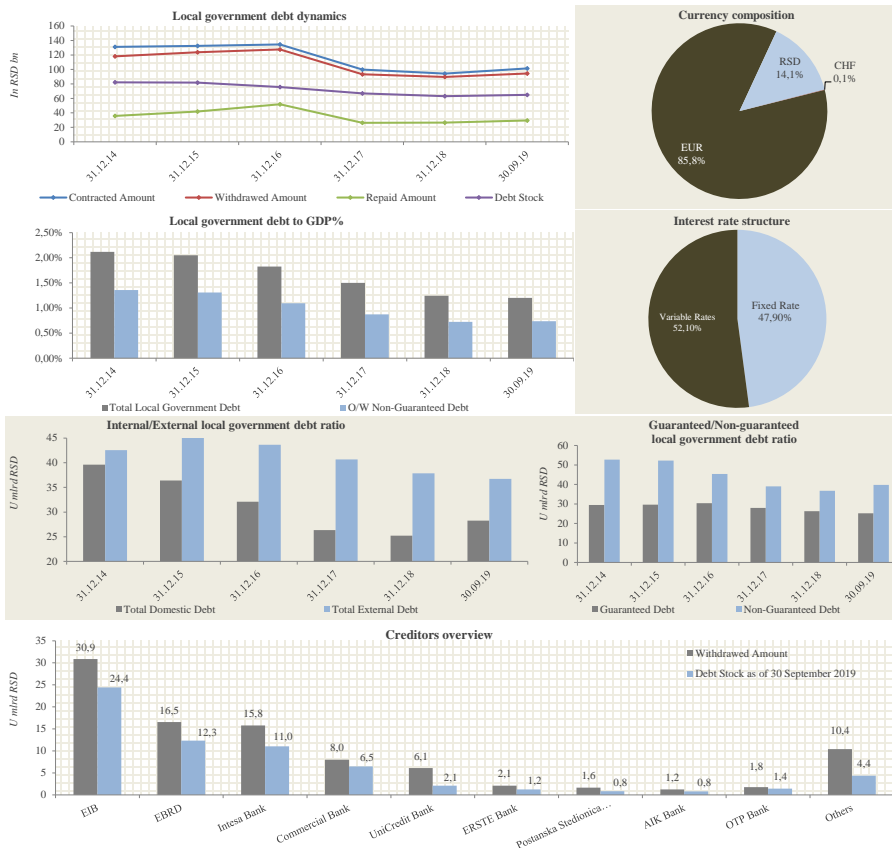 Local government debt dynamics
In RSD bn
160
140
120
100
80
60
40
20
0
31.12.14
31.12.15
31.12.16
31.12.17
31.12.18
30.09.19
Contracted Amount
Withdrawed Amount
Repaid Amount
Debt Stock
Currency composition
RSD
14,1%
CHF
0,1%
EUR
85,8%
Local government debt to GDP%
2,50%
2,00%
1,50%
1,00%
0,50%
0,00%
31.12.14
31.12.15
31.12.16
31.12.17
31.12.18
30.09.19
Total Local Government Debt
O/W Non-Guaranteed Debt
Interest rate structure
Fixed Rate
47,90%
Variable Rates
52,10%
Internal/External local government debt ratio
U mlrd RSD
45
40
35
30
25
20
31.12.14
31.12.15
31.12.16
31.12.17
31.12.18
30.09.19
Total Domestic Debt
Total External Debt
Guaranteed/Non-guaranteed
local government debt ratio
U mlrd RSD
60
50
40
30
20
10
0
31.12.14
31.12.15
31.12.16
31.12.17
31.12.18
30.09.19
Guaranteed Debt
Non-Guaranteed Debt
Creditors overview
U mlrd RSD
35
30
25
20
15
10
5
0
Withdrawed Amount
Debt Stock as of 30 September 2019
30,9
24,4
16,5
12,3
15,8
11,0
8,0
6,5
6,1
2,1
2,1
1,2
1,6
0,8
1,2
0,8
1,8
1,4
10,4
4,4
EIB
EBRD
Intesa Bank
Commercial Bank
UniCredit Bank
ERSTE Bank
Postanska Stedionica…
AIK Bank
OTP Bank
Others